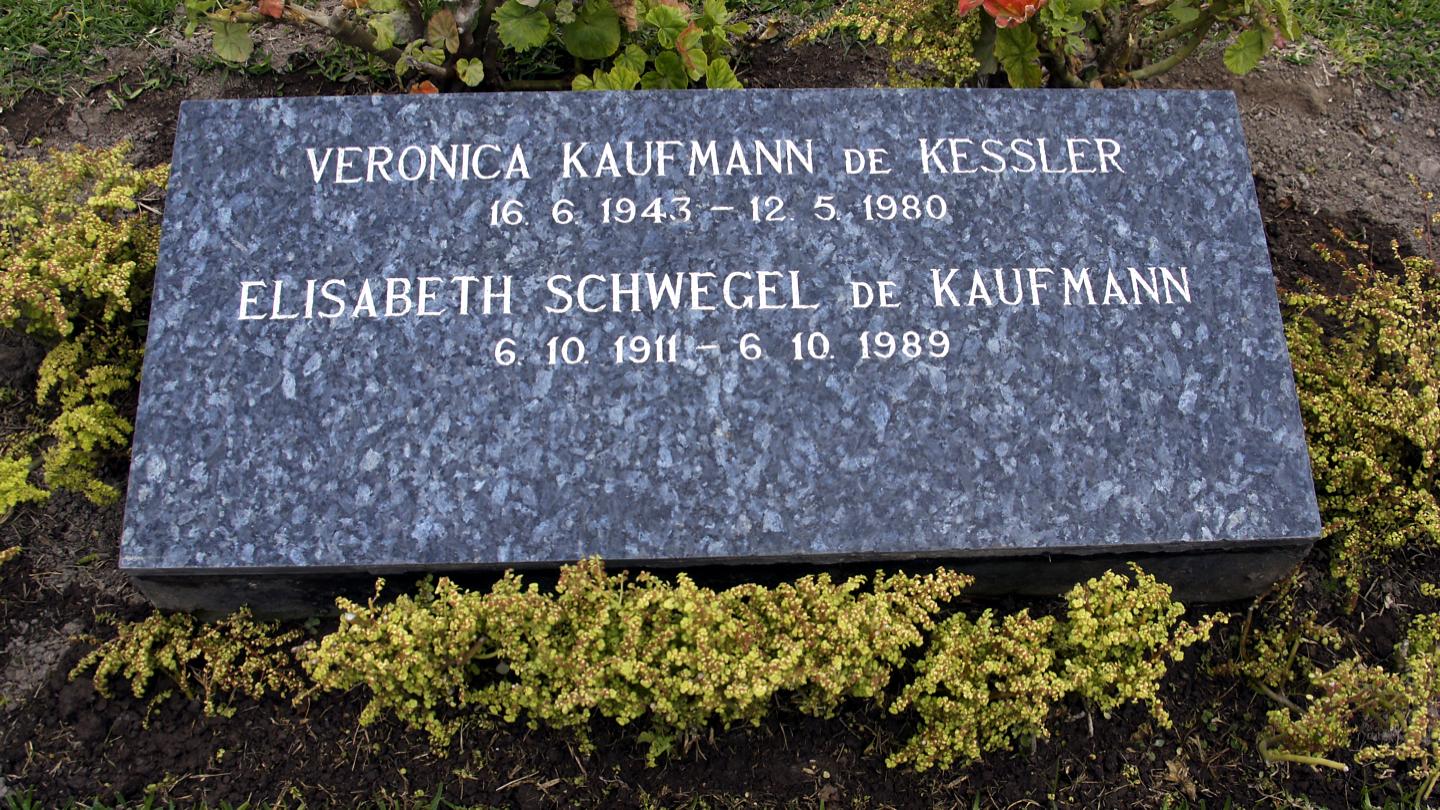 VERONICA KAUFMANN DE KESSLER
16. 6. 1943 – 12. 5. 1980
ELISABETH SCHWEGEL DE KAUFMANN
6. 10. 1911 – 6. 10. 1989